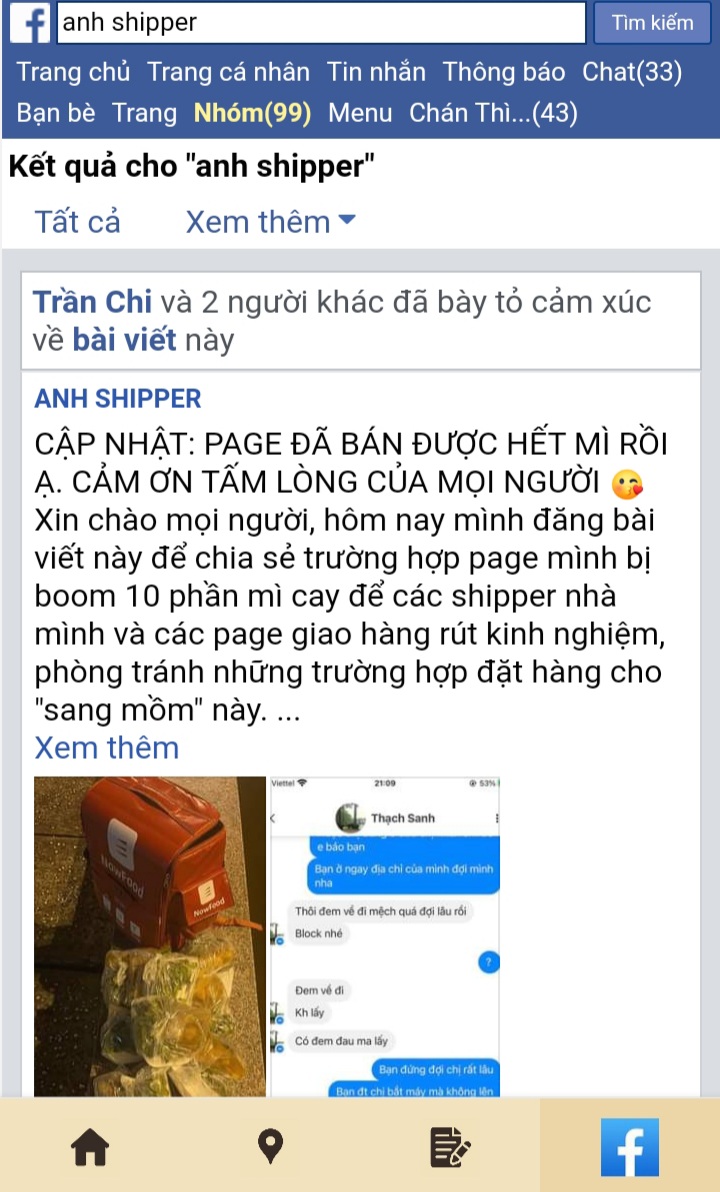 anh shipper
Tìm kiếm
Trang chủ Trang cá nhân Tin nhắn Thông báo Chat(33)
Bạn bè Trang Nhóm(99) Menu Chán Thì...(43)
Kết quả cho "anh shipper"
Tất cả Xem thêm
Trần Chi và 2 người khác đã bày tỏ cảm xúc
về bài viết này
ANH SHIPPER
CẬP NHẬT: PAGE ĐÃ BÁN ĐƯỢC HẾT MÌ RỒI
Ạ. CẢM ƠN TẤM LÒNG CỦA MỌI NGƯỜI 😘
Xin chào mọi người, hôm nay mình đăng bài
viết này để chia sẻ trường hợp page mình bị
boom 10 phần mì cay để các shipper nhà
mình và các page giao hàng rút kinh nghiệm,
phòng tránh những trường hợp đặt hàng cho
"sang mồm" này. ...
Xem thêm
NowFood
NowFood
Viettel 21:09 53%
Thạch Sanh
e báo bạn
Bạn ở ngay địa chỉ của mình đợi mình
nha
Thôi đem về đi mệch quá đợi lâu rồi
Block nhé
?
Đem về đi
Kh lấy
Có đem đau ma lấy
Bạn đứng đợi chị rất lâu
Bạn đt chị bắt máy mà không lên